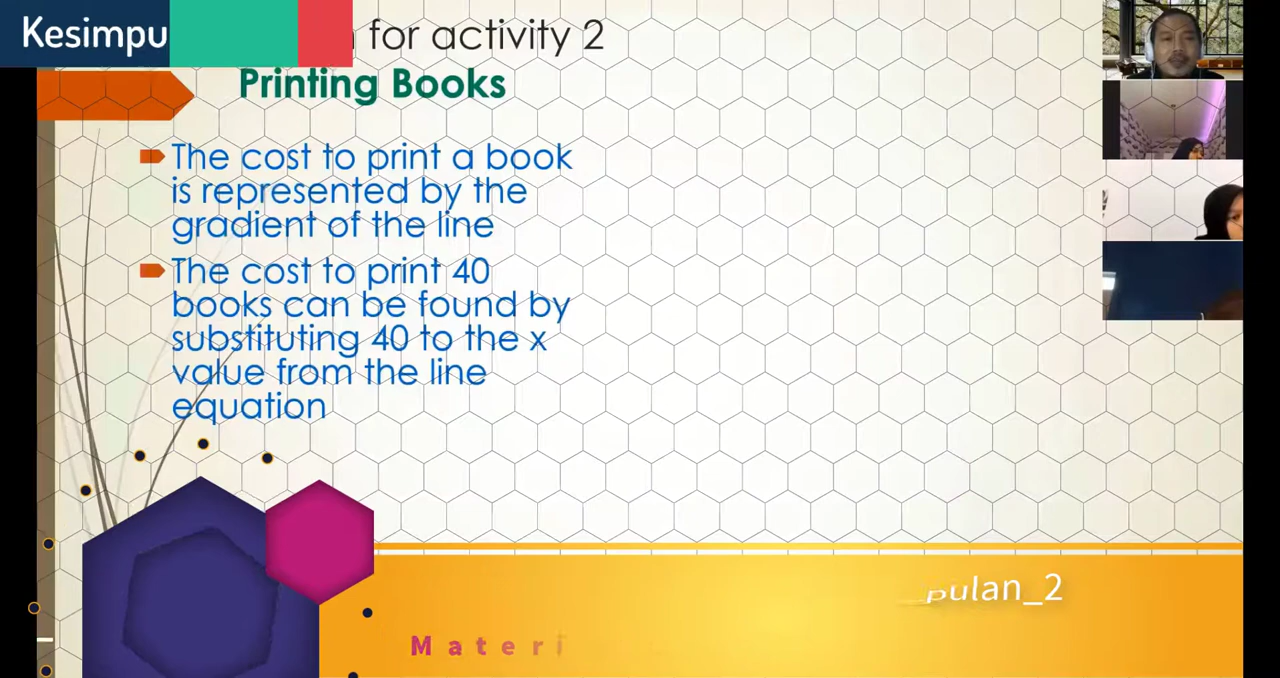 Kesimpu
for activity 2
Printing Books
The cost to print a book
is represented by the
gradient of the line
The cost to print 40
books can be found by
substituting 40 to the x
value from the line
equation
pulan_2
Materi